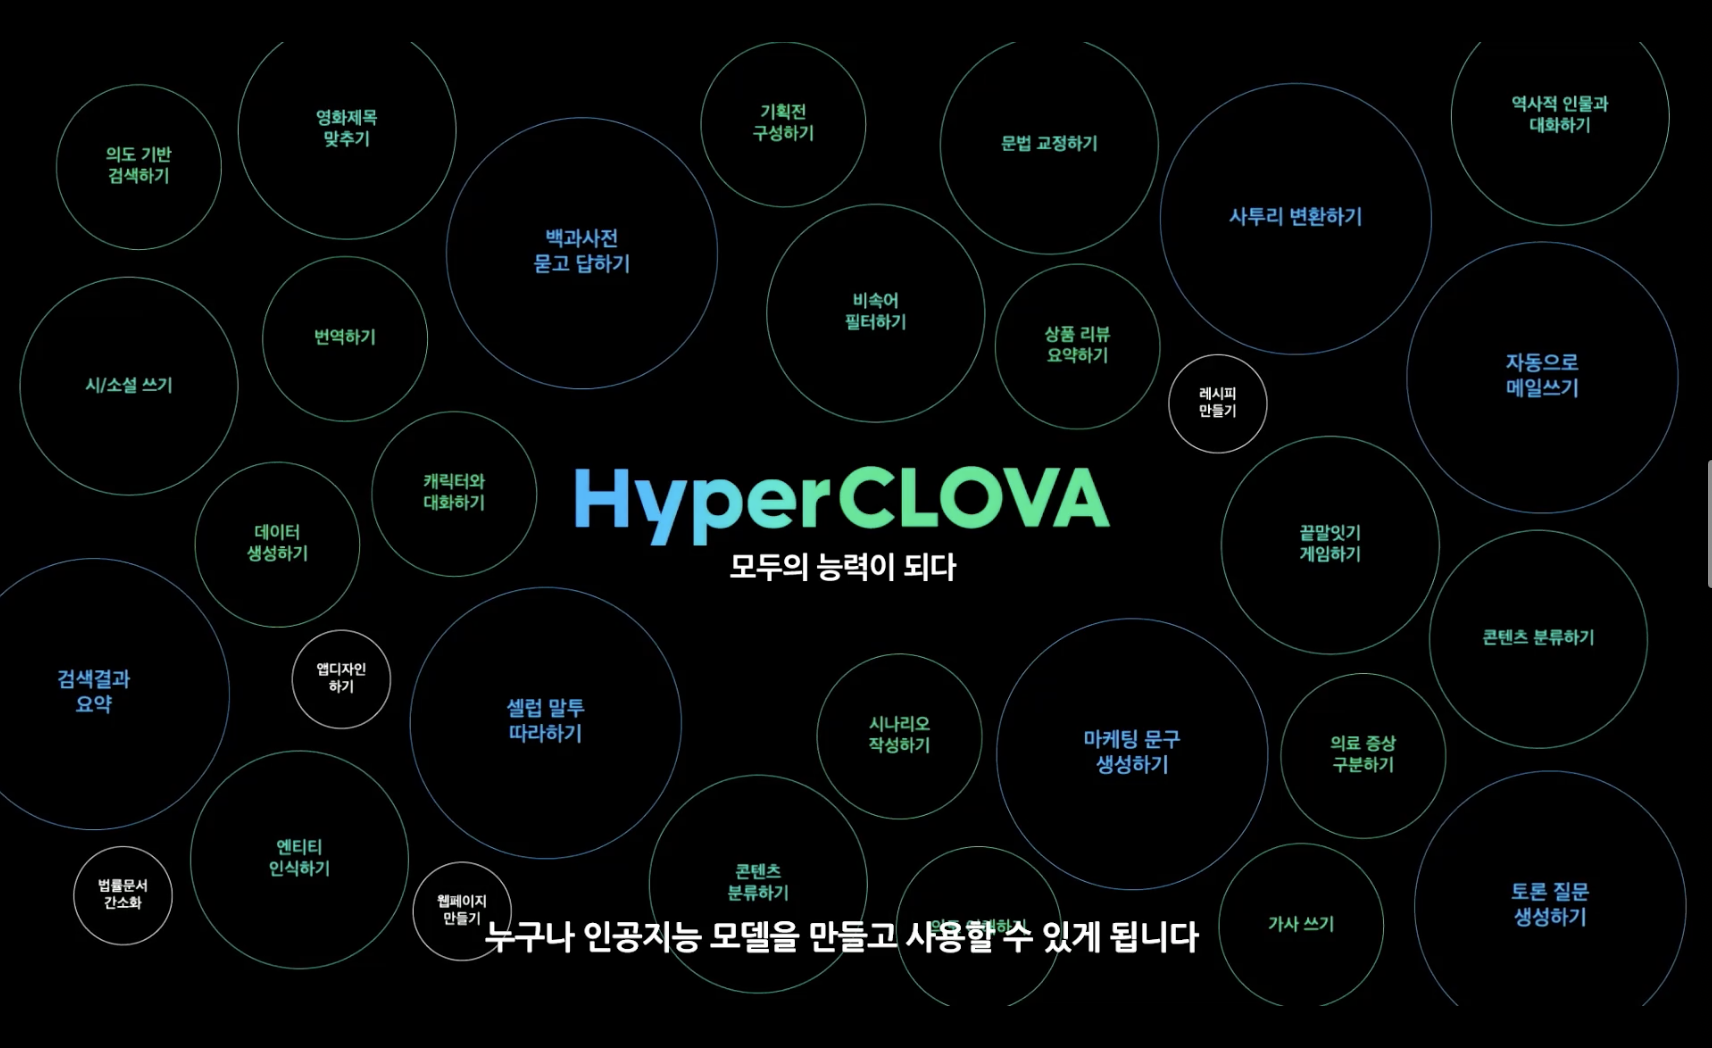 영화제목
맞추기
기획전
구성하기
문법 교정하기
역사적 인물과
대화하기
의도 기반
검색하기
사투리 변환하기
백과사전
묻고 답하기
비속어
필터하기
번역하기
상품 리뷰
요약하기
자동으로
메일쓰기
시/소설 쓰기
레시피
만들기
캐릭터와
대화하기
HyperCLOVA
모두의 능력이 되다
데이터
생성하기
끝말잇기
게임하기
콘텐츠 분류하기
검색결과
요약
앱디자인
하기
셀럽 말투
따라하기
시나리오
작성하기
마케팅 문구
생성하기
의료 증상
구분하기
엔티티
인식하기
법률문서
간소화
웹페이지
만들기
콘텐츠
분류하기
가사 쓰기
토론 질문
생성하기
누구나 인공지능 모델을 만들고 사용할 수 있게 됩니다